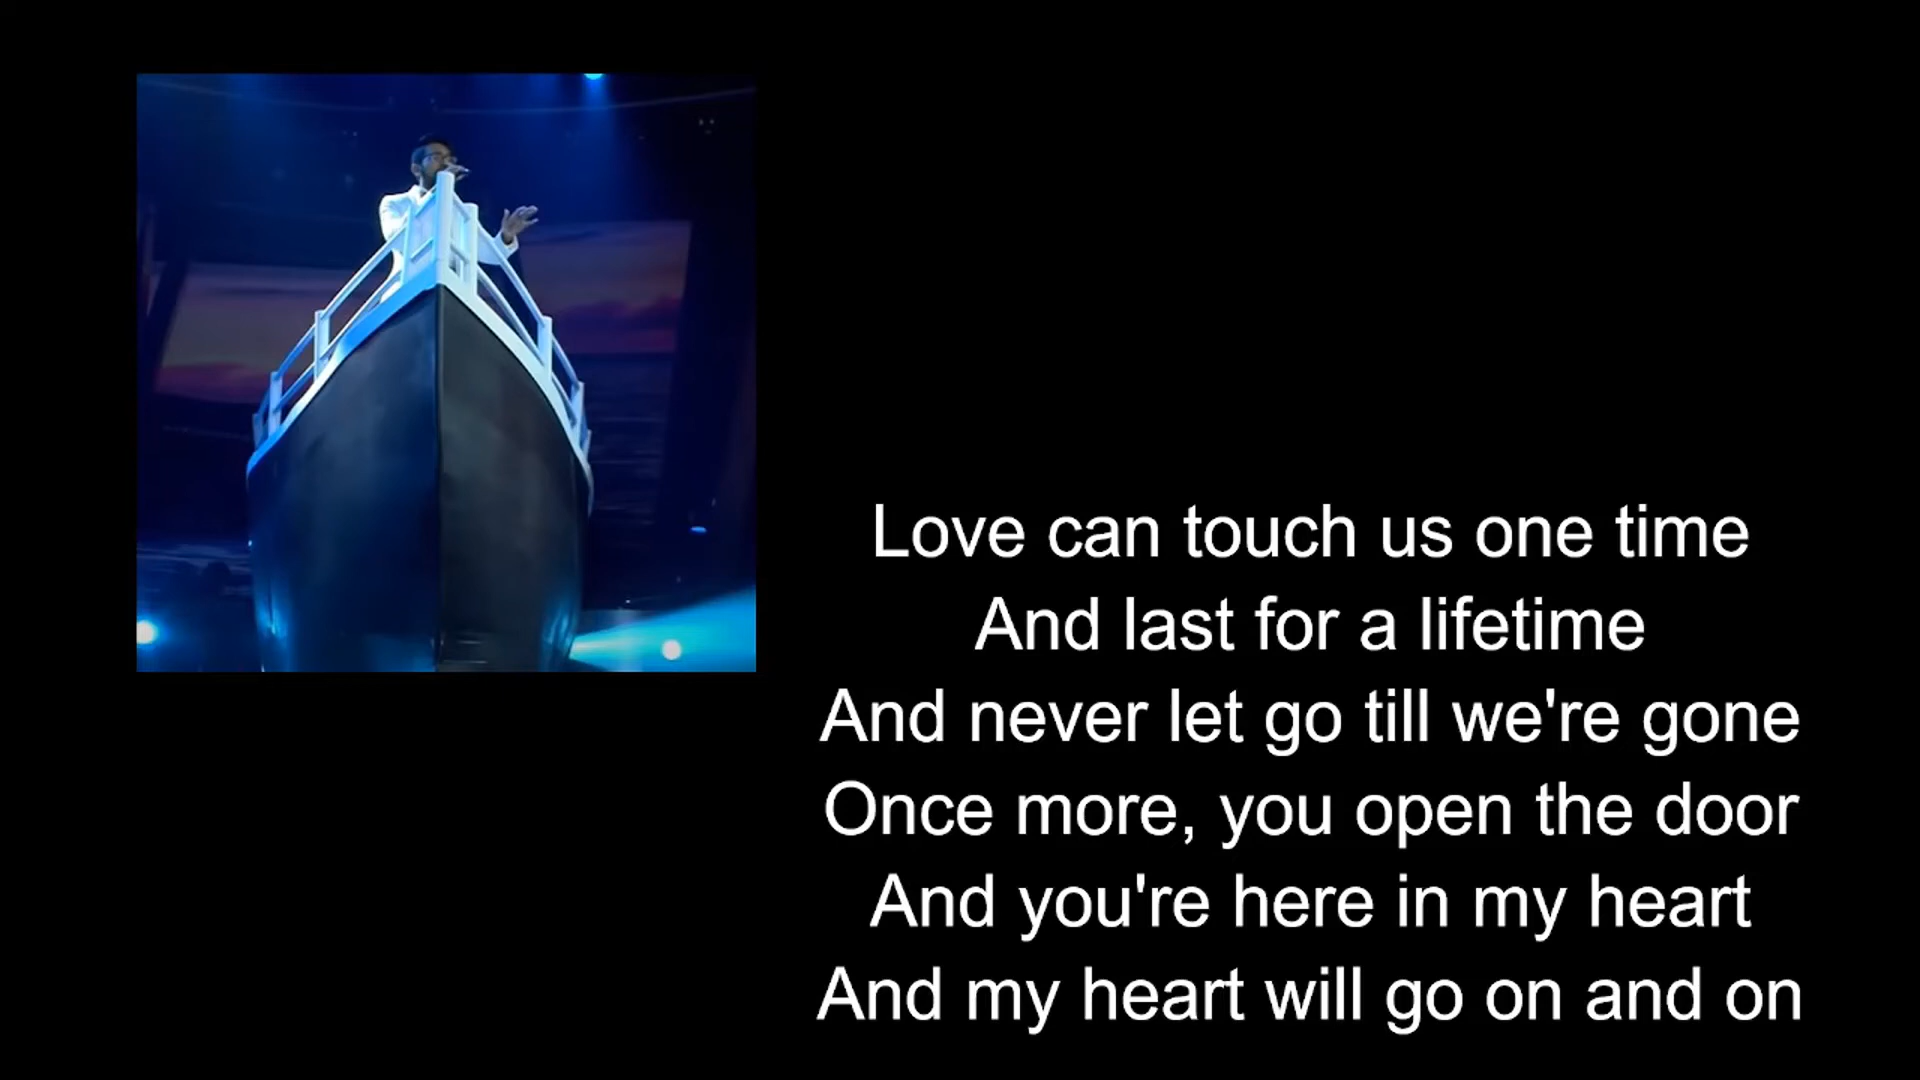 Love can touch us one time
And last for a lifetime
And never let go till we're gone
Once more, you open the door
And you're here in my heart
And my heart will go on and on